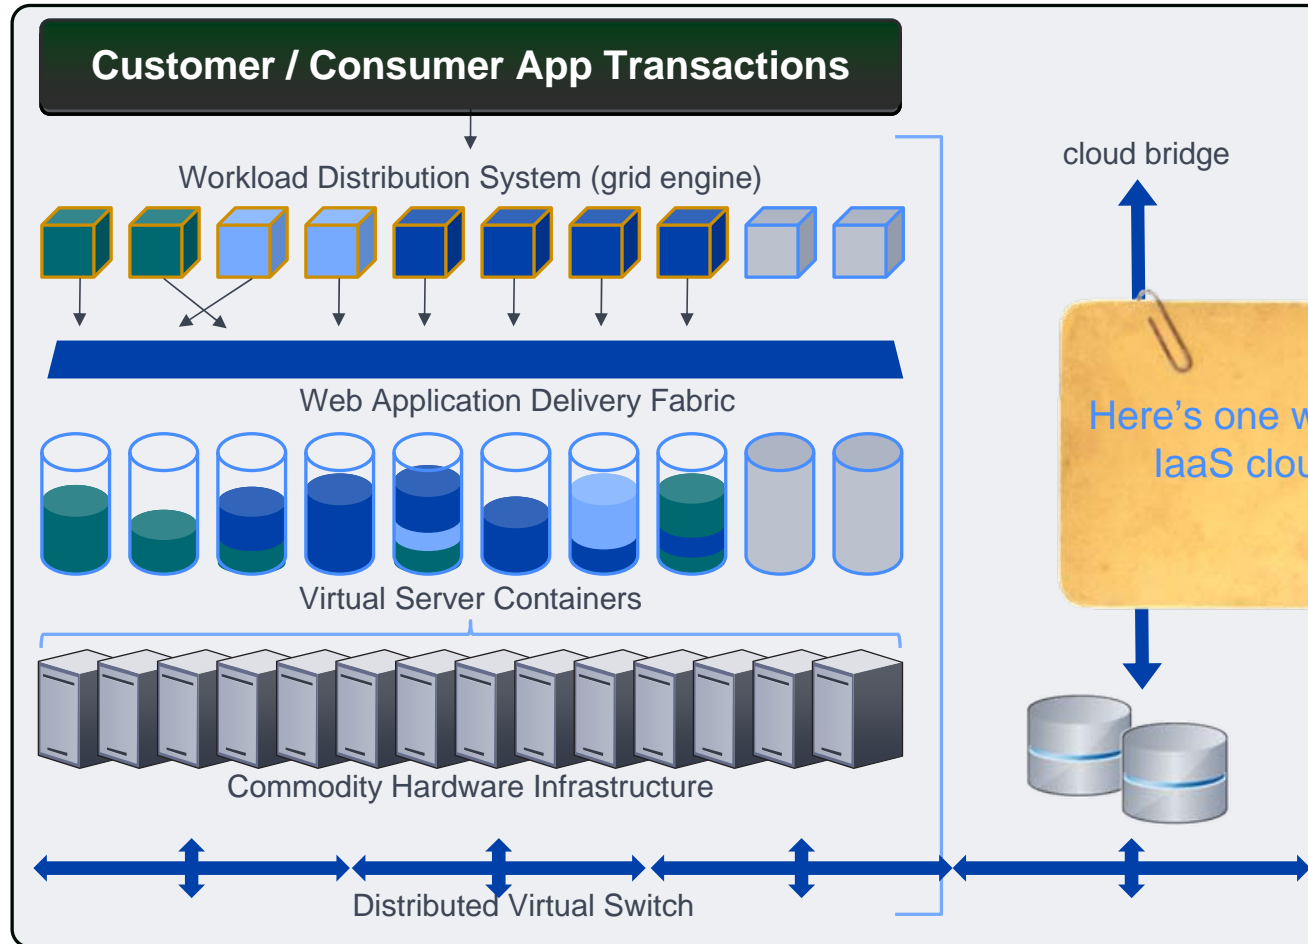 Customer / Consumer App Transactions
Workload Distribution System (grid engine)
Web Application Delivery Fabric
Virtual Server Containers
Commodity Hardware Infrastructure
Distributed Virtual Switch
cloud bridge
Here's one
IaaS